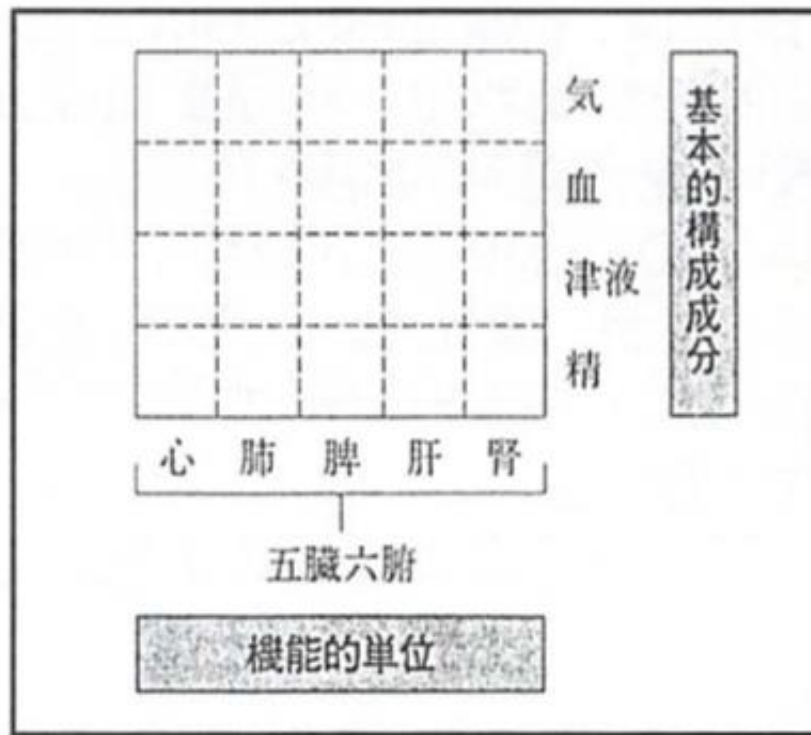 気
血
津液
精
基本的構成成分
心 肺 脾 肝 腎
五臓六腑
機能的単位